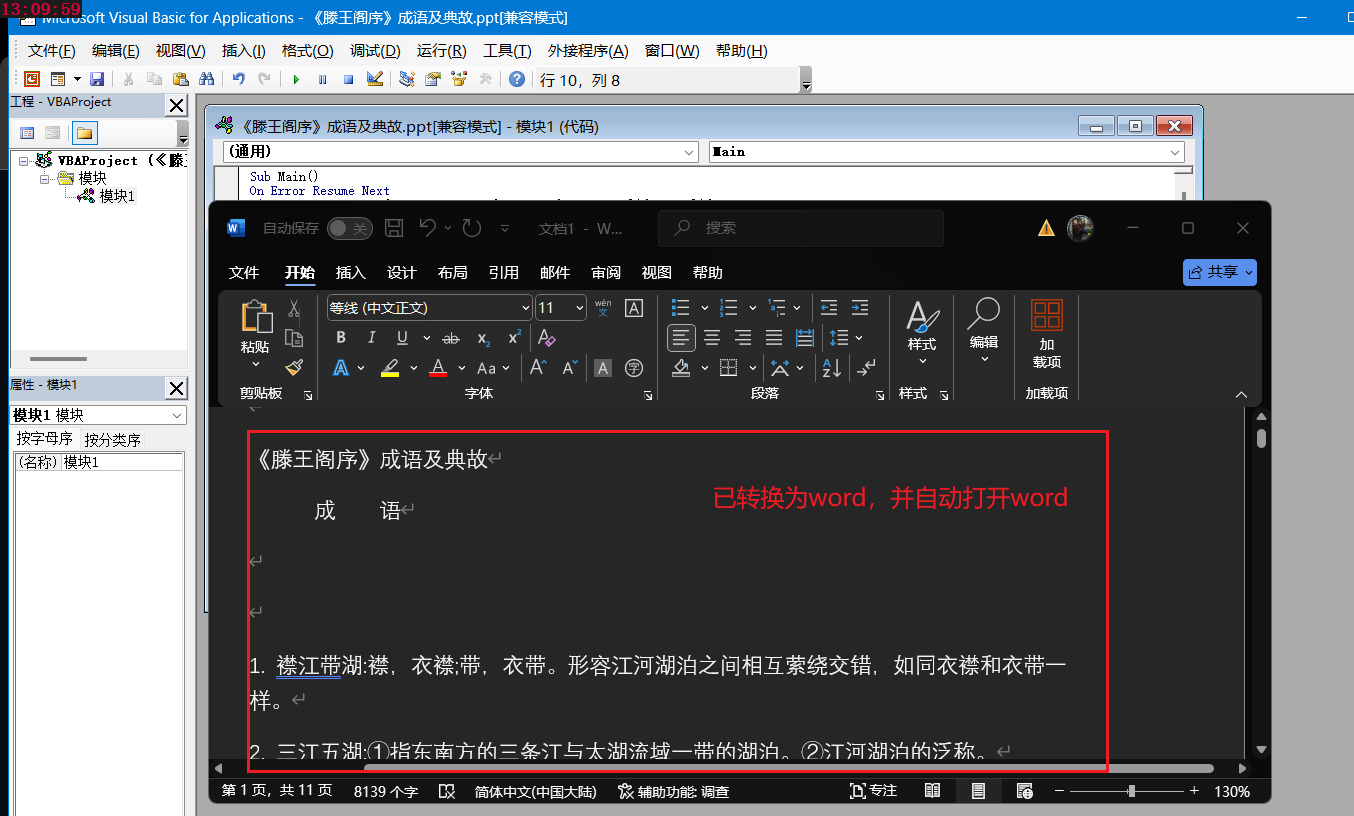 13:09:59
Microsoft Visual Basic for Applications - 《滕王阁序》成语及典故.ppt[兼容模式]
文件(F) 编辑(E) 视图(V) 插入(I) 格式(O) 调试(D) 运行(R) 工具(T) 外接程序(A) 窗口(W) 帮助(H)
行 10，列 8
工程 - VBAProject
VBAProject (《滕
模块
模块1
属性 - 模块1
模块1 模块
按字母序 按分类序
(名称) 模块1
《滕王阁序》成语及典故.ppt[兼容模式] - 模块1 (代码)
(通用) Main
Sub Main()
On Error Resume Next
自动保存 关 文档1 - W... 搜索
文件 开始 插入 设计 布局 引用 邮件 审阅 视图 帮助 共享
粘贴
剪贴板
等线 (中文正文) 11 wén 文 A
B I U ab x₂ x² A
A A Aa A A A 字
字体
段落
样式
样式
编辑
加
载项
加载项
《滕王阁序》成语及典故
成 语
已转换为word，并自动打开word
1. 襟江带湖:襟，衣襟;带，衣带。形容江河湖泊之间相互萦绕交错，如同衣襟和衣带一
样。
2. 三江五湖:①指东南方的三条江与太湖流域一带的湖泊。②江河湖泊的泛称。
第 1 页，共 11 页 8139 个字 简体中文(中国大陆) 辅助功能: 调查 专注 130%